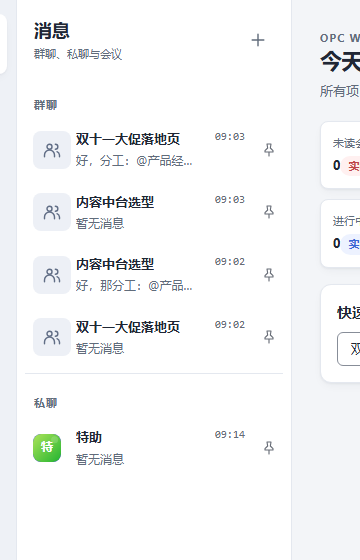 消息
群聊、私聊与会议
群聊
双十一大促落地页
09:03
好，分工：@产品经...
内容中台选型
09:03
暂无消息
内容中台选型
09:02
好，那分工：@产品...
双十一大促落地页
09:02
暂无消息
私聊
特
特助
09:14
暂无消息
OPC W
今天
所有项
未读会
0 实
进行中
0 实
快速
双